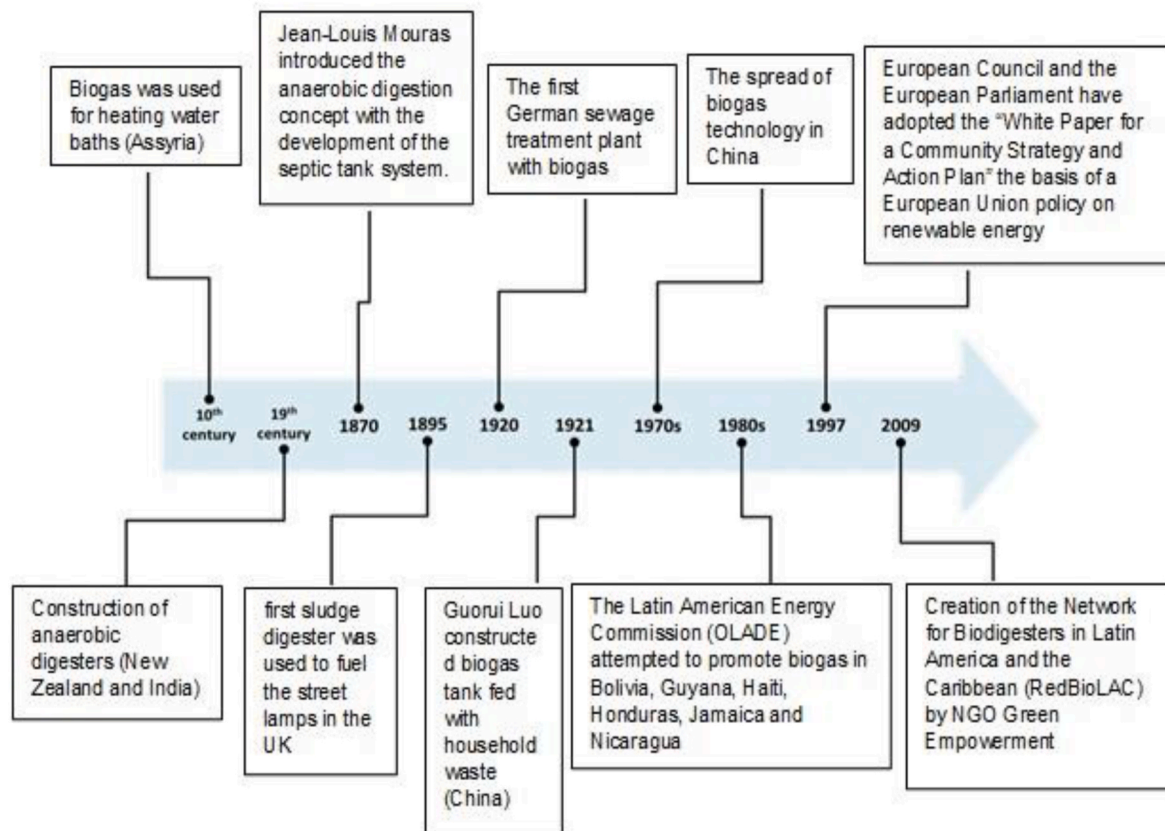 Biogas was used
for heating water
baths (Assyria)
Jean-Louis Mouras
introduced the
anaerobic digestion
concept with the
development of the
septic tank system.
The first
German sewage
treatment plant with
biogas
The spread of
biogas
technology in
China
European Council and the
European Parliament have
adopted the “White Paper for
a Community Strategy and
Action Plan” the basis of a
European Union policy on
renewable energy
10th
century
19th
century
1870
1895
1920
1921
1970s
1980s
1997
2009
Construction of
anaerobic
digesters (New
Zealand and India)
first sludge
digester was
used to fuel
the street
lamps in the
UK
Guorui Luo
constructe
d biogas
tank fed
with
household
waste
(China)
The Latin American Energy
Commission (OLADE)
attempted to promote biogas in
Bolivia, Guyana, Haiti,
Honduras, Jamaica and
Nicaragua
Creation of the Network
for Biodigesters in Latin
America and the
Caribbean (RedBioLAC)
by NGO Green
Empowerment